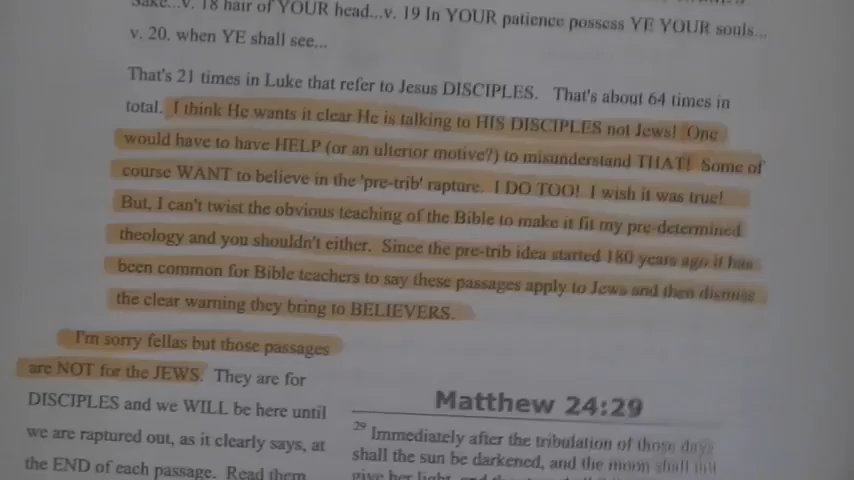 Sake...v. 18 hair of YOUR head...v. 19 In YOUR patience possess YE YOUR souls...
v. 20. when YE shall see...
That's 21 times in Luke that refer to Jesus DISCIPLES. That's about 64 times in
total. I think He wants it clear He is talking to HIS DISCIPLES not Jews! One
would have to have HELP (or an ulterior motive?) to misunderstand THAT! Some of
course WANT to believe in the 'pre-trib' rapture. I DO TOO! I wish it was true!
But, I can't twist the obvious teaching of the Bible to make it fit my pre-determined
theology and you shouldn't either. Since the pre-trib idea started 180 years ago it has
been common for Bible teachers to say these passages apply to Jews and then dismiss
the clear warning they bring to BELIEVERS.
I'm sorry fellas but those passages
are NOT for the JEWS. They are for
DISCIPLES and we WILL be here until
we are raptured out, as it clearly says, at
the END of each passage. Read them
Matthew 24:29
29 Immediately after the tribulation of those days
shall the sun be darkened, and the moon shall not
give her light, and the